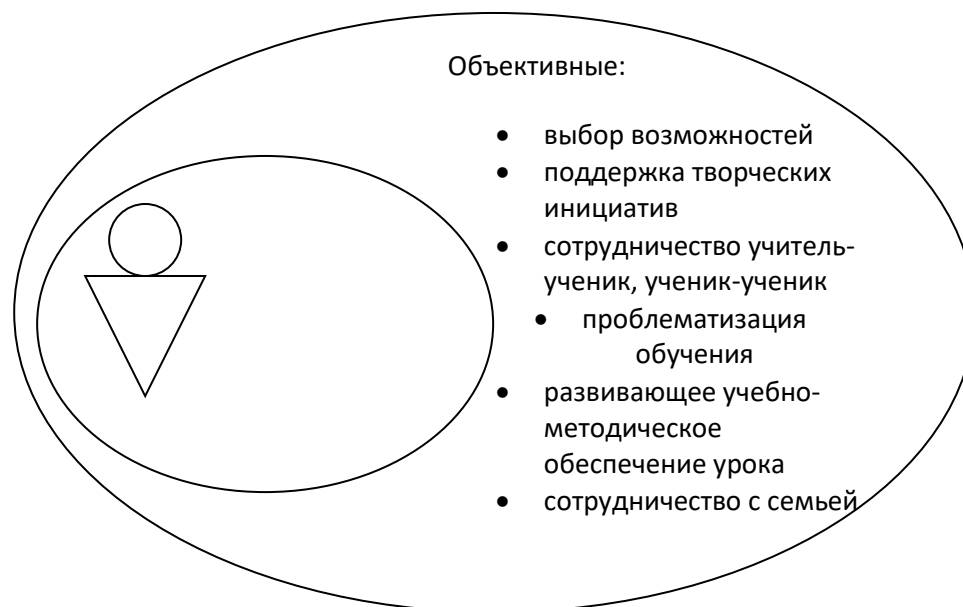 Объективные:
• выбор возможностей
• поддержка творческих
инициатив
• сотрудничество учитель-
ученик, ученик-ученик
• проблематизация
обучения
• развивающее учебно-
методическое
обеспечение урока
• сотрудничество с семьей